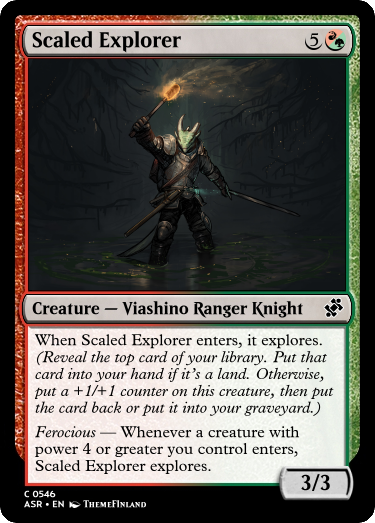 Scaled Explorer 5
Creature — Viashino Ranger Knight
When Scaled Explorer enters, it explores.
(Reveal the top card of your library. Put that
card into your hand if it's a land. Otherwise,
put a +1/+1 counter on this creature, then put
the card back or put it into your graveyard.)
Ferocious — Whenever a creature with
power 4 or greater you control enters,
Scaled Explorer explores.
3/3
C 0546
ASR • EN ThemeFinland